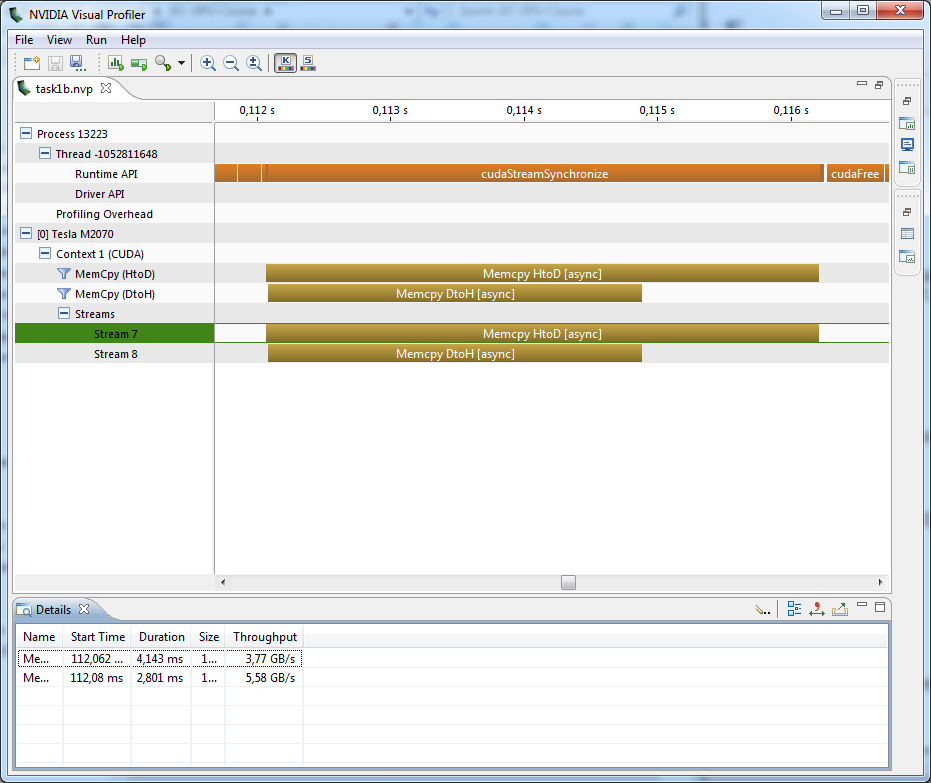 NVIDIA Visual Profiler
File View Run Help
K S
task1b.nvp
0,112 s 0,113 s 0,114 s 0,115 s 0,116 s
Process 13223
Thread -1052811648
Runtime API cudaStreamSynchronize cudaFree
Driver API
Profiling Overhead
[0] Tesla M2070
Context 1 (CUDA)
MemCpy (HtoD) Memcpy HtoD [async]
MemCpy (DtoH) Memcpy DtoH [async]
Streams
Stream 7 Memcpy HtoD [async]
Stream 8 Memcpy DtoH [async]
Details
Name Start Time Duration Size Throughput
Me... 112,062 ... 4,143 ms 1... 3,77 GB/s
Me... 112,08 ms 2,801 ms 1... 5,58 GB/s